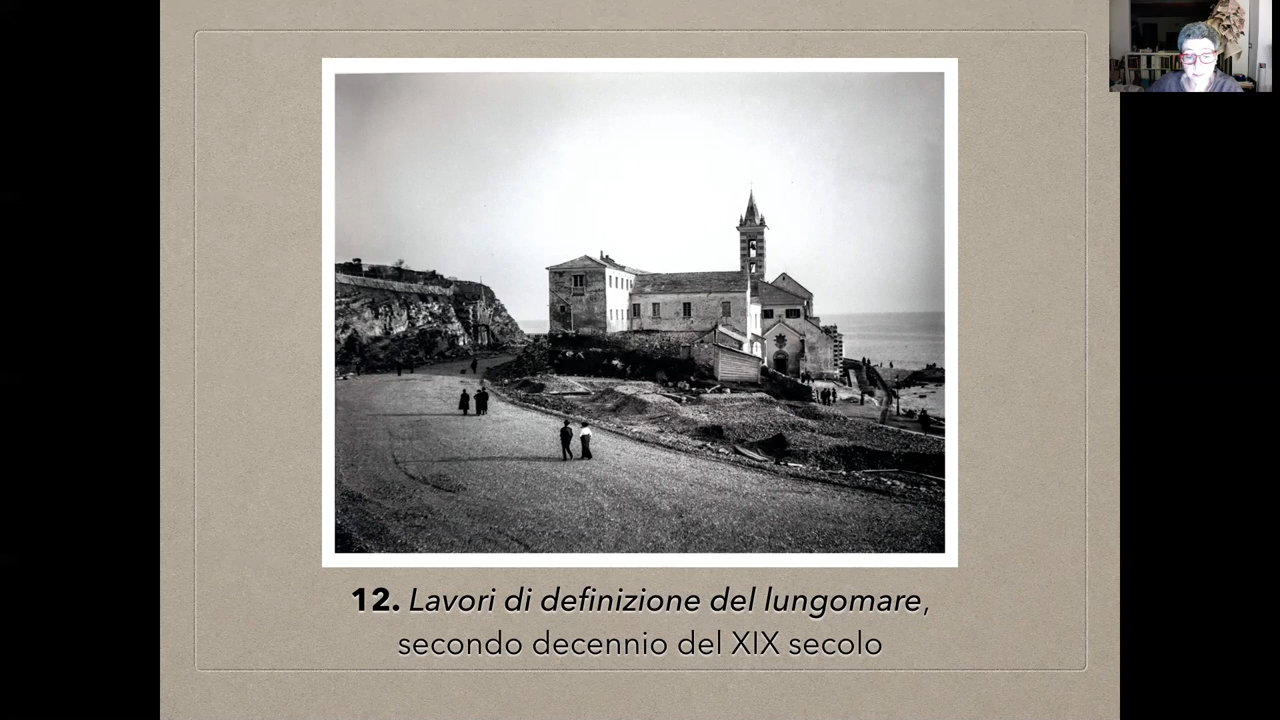 12. Lavori di definizione del lungomare,
secondo decennio del XIX secolo